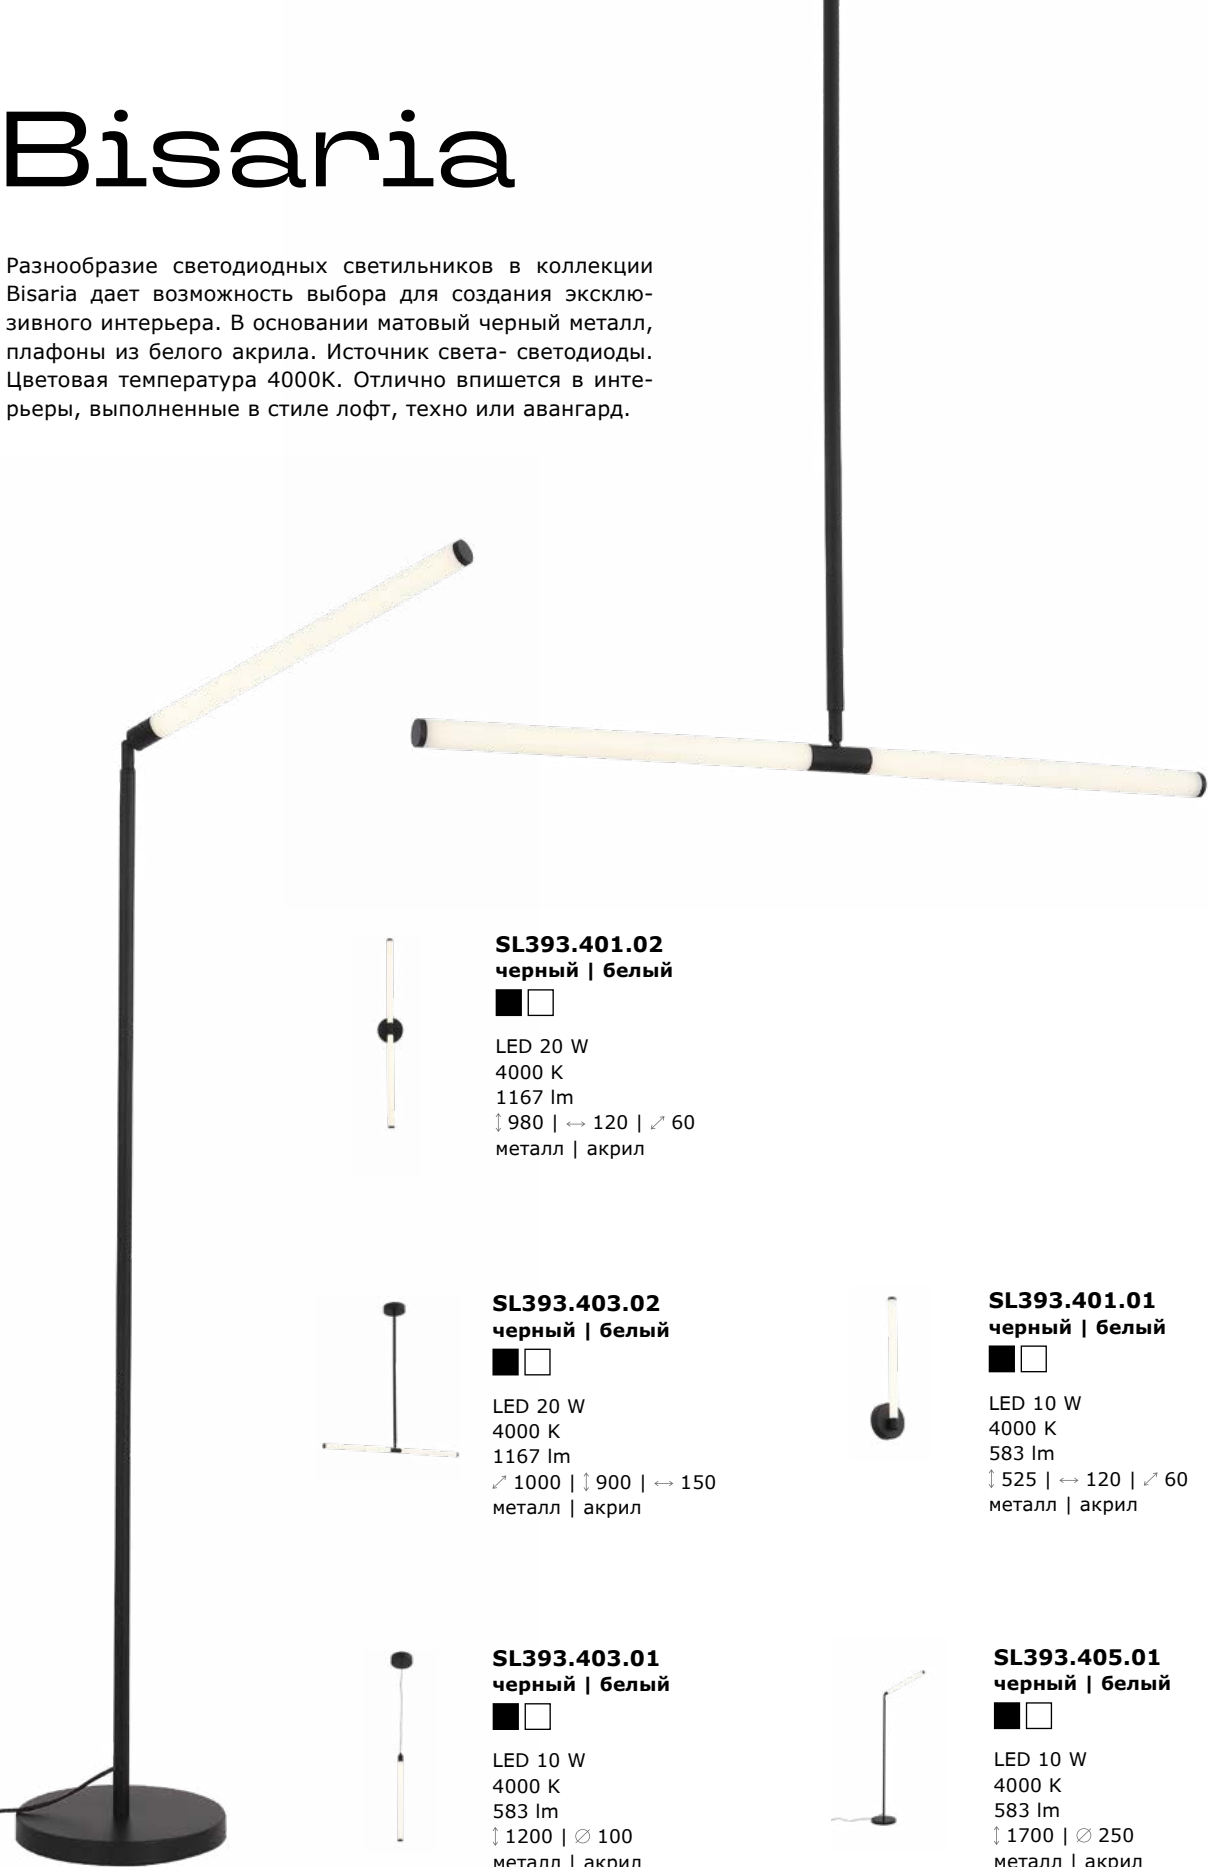 Bisaria
Разнообразие светодиодных светильников в коллекции
Bisaria дает возможность выбора для создания эксклю-
зивного интерьера. В основании матовый черный металл,
плафоны из белого акрила. Источник света- светодиоды.
Цветовая температура 4000К. Отлично впишется в инте-
рьеры, выполненные в стиле лофт, техно или авангард.
SL393.401.02
черный | белый
LED 20 W
4000 K
1167 lm
↕ 980 | ↔ 120 | ⤢ 60
металл | акрил
SL393.403.02
черный | белый
LED 20 W
4000 K
1167 lm
⤢ 1000 | ↕ 900 | ↔ 150
металл | акрил
SL393.401.01
черный | белый
LED 10 W
4000 K
583 lm
↕ 525 | ↔ 120 | ⤢ 60
металл | акрил
SL393.403.01
черный | белый
LED 10 W
4000 K
583 lm
↕ 1200 | ∅ 100
металл | акрил
SL393.405.01
черный | белый
LED 10 W
4000 K
583 lm
↕ 1700 | ∅ 250
металл | акрил